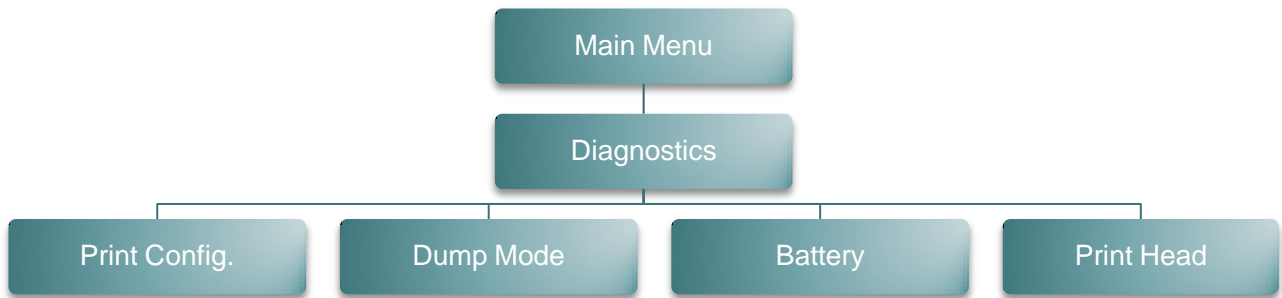 Main Menu
Diagnostics
Print Config.
Dump Mode
Battery
Print Head